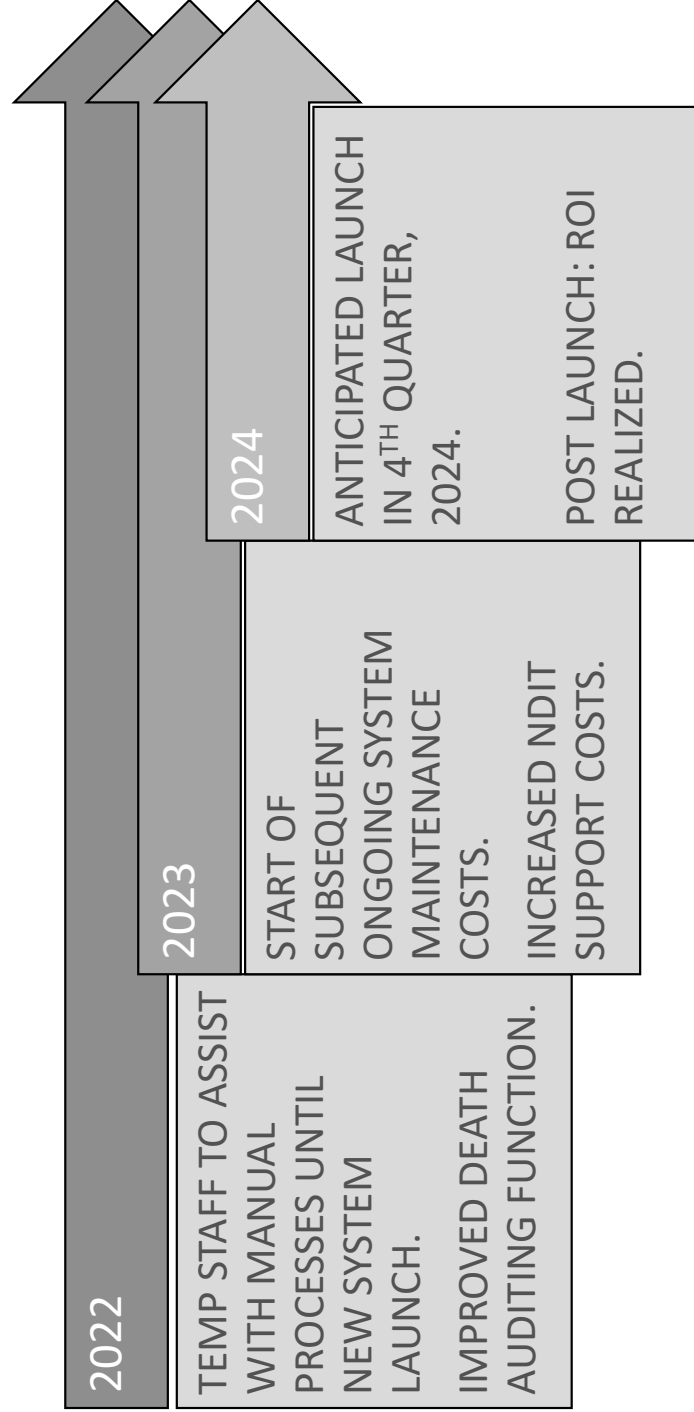 2022
TEMP STAFF TO ASSIST
WITH MANUAL
PROCESSES UNTIL
NEW SYSTEM
LAUNCH.
IMPROVED DEATH
AUDITING FUNCTION.
2023
START OF
SUBSEQUENT
ONGOING SYSTEM
MAINTENANCE
COSTS.
INCREASED NDIT
SUPPORT COSTS.
2024
ANTICIPATED LAUNCH
IN 4TH QUARTER,
2024.
POST LAUNCH: ROI
REALIZED.